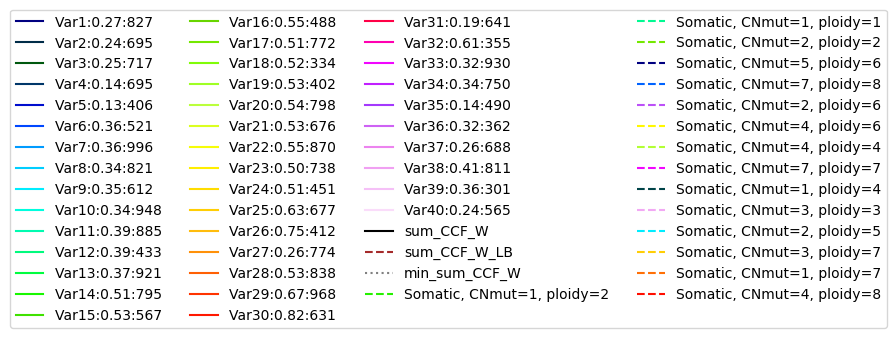 Var1:0.27:827
Var2:0.24:695
Var3:0.25:717
Var4:0.14:695
Var5:0.13:406
Var6:0.36:521
Var7:0.36:996
Var8:0.34:821
Var9:0.35:612
Var10:0.34:948
Var11:0.39:885
Var12:0.39:433
Var13:0.37:921
Var14:0.51:795
Var15:0.53:567
Var16:0.55:488
Var17:0.51:772
Var18:0.52:334
Var19:0.53:402
Var20:0.54:798
Var21:0.53:676
Var22:0.55:870
Var23:0.50:738
Var24:0.51:451
Var25:0.63:677
Var26:0.75:412
Var27:0.26:774
Var28:0.53:838
Var29:0.67:968
Var30:0.82:631
Var31:0.19:641
Var32:0.61:355
Var33:0.32:930
Var34:0.34:750
Var35:0.14:490
Var36:0.32:362
Var37:0.26:688
Var38:0.41:811
Var39:0.36:301
Var40:0.24:565
sum_CCF_W
sum_CCF_W_LB
min_sum_CCF_W
Somatic, CNmut=1, ploidy=2
Somatic, CNmut=1, ploidy=1
Somatic, CNmut=2, ploidy=2
Somatic, CNmut=5, ploidy=6
Somatic, CNmut=7, ploidy=8
Somatic, CNmut=2, ploidy=6
Somatic, CNmut=4, ploidy=6
Somatic, CNmut=4, ploidy=4
Somatic, CNmut=7, ploidy=7
Somatic, CNmut=1, ploidy=4
Somatic, CNmut=3, ploidy=3
Somatic, CNmut=2, ploidy=5
Somatic, CNmut=3, ploidy=7
Somatic, CNmut=1, ploidy=7
Somatic, CNmut=4, ploidy=8